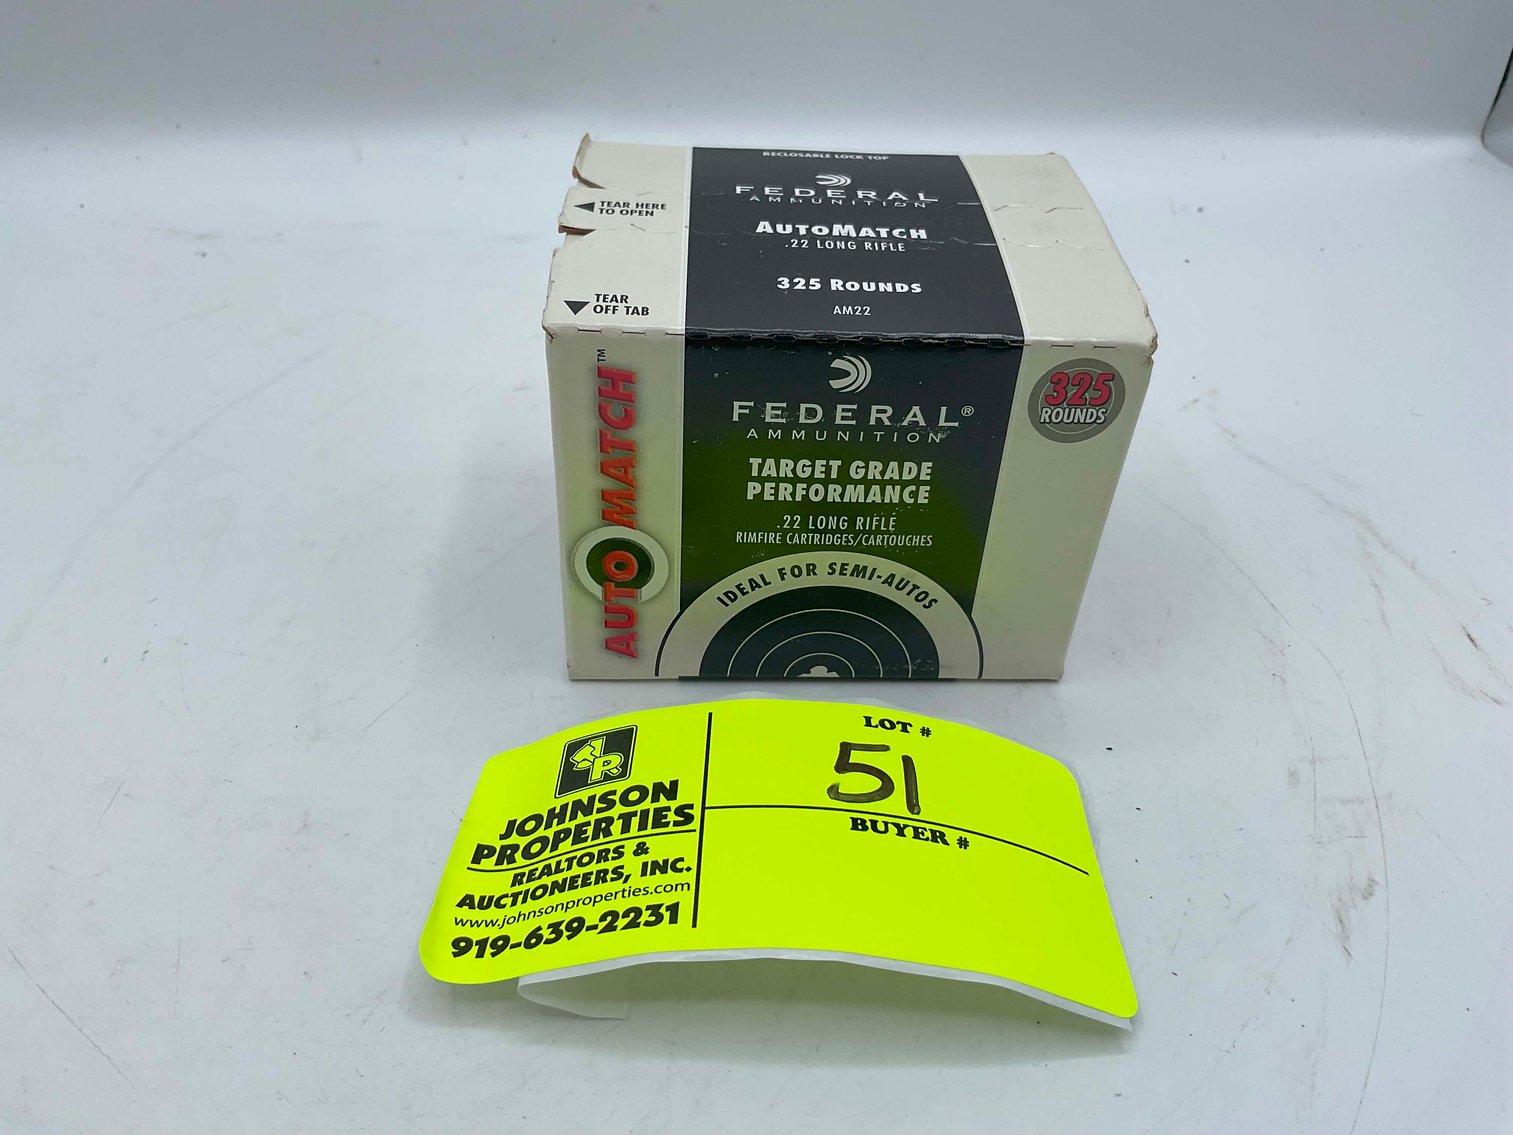 RECLOSABLE LOCK TOP
FEDERAL
AMMUNITION
AUTOMATCH
.22 LONG RIFLE
325 ROUNDS
AM22
TEAR HERE
TO OPEN
TEAR
OFF TAB
AUTOMATCH™
FEDERAL®
AMMUNITION
TARGET GRADE
PERFORMANCE
.22 LONG RIFLE
RIMFIRE CARTRIDGES/CARTOUCHES
IDEAL FOR SEMI-AUTOS
325
ROUNDS
JR
JOHNSON
PROPERTIES
REALTORS &
AUCTIONEERS, INC.
www.johnsonproperties.com
919-639-2231
LOT #
51
BUYER #